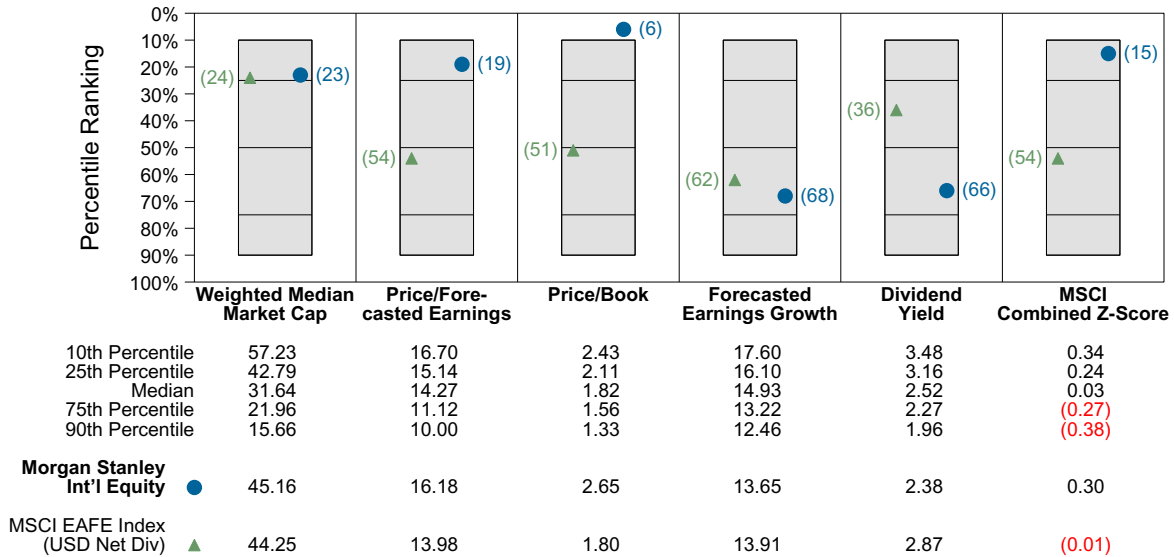 Percentile Ranking
0%
10%
20%
30%
40%
50%
60%
70%
80%
90%
100%
(24) (23)
(54) (19)
(51) (6)
(62) (68)
(36) (66)
(54) (15)
Weighted Median Market Cap
Price/Fore-casted Earnings
Price/Book
Forecasted Earnings Growth
Dividend Yield
MSCI Combined Z-Score
10th Percentile 57.23 16.70 2.43 17.60 3.48 0.34
25th Percentile 42.79 15.14 2.11 16.10 3.16 0.24
Median 31.64 14.27 1.82 14.93 2.52 0.03
75th Percentile 21.96 11.12 1.56 13.22 2.27 (0.27)
90th Percentile 15.66 10.00 1.33 12.46 1.96 (0.38)
Morgan Stanley
Int'l Equity 45.16 16.18 2.65 13.65 2.38 0.30
MSCI EAFE Index
(USD Net Div) 44.25 13.98 1.80 13.91 2.87 (0.01)